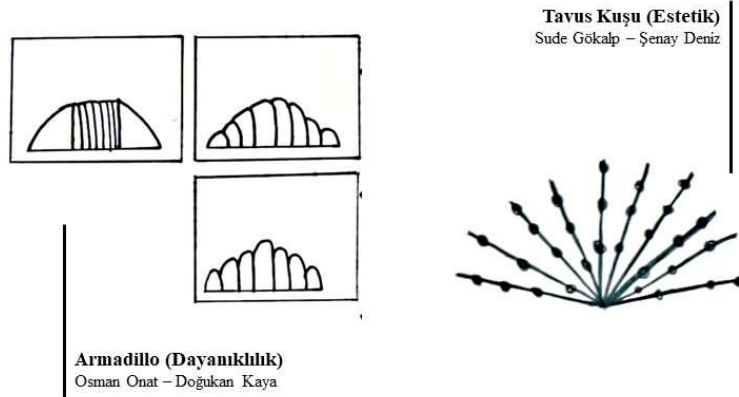 Tavus Kuşu (Estetik)
Sude Gökalp – Şenay Deniz
Armadillo (Dayanıklılık)
Osman Onat – Doğukan Kaya